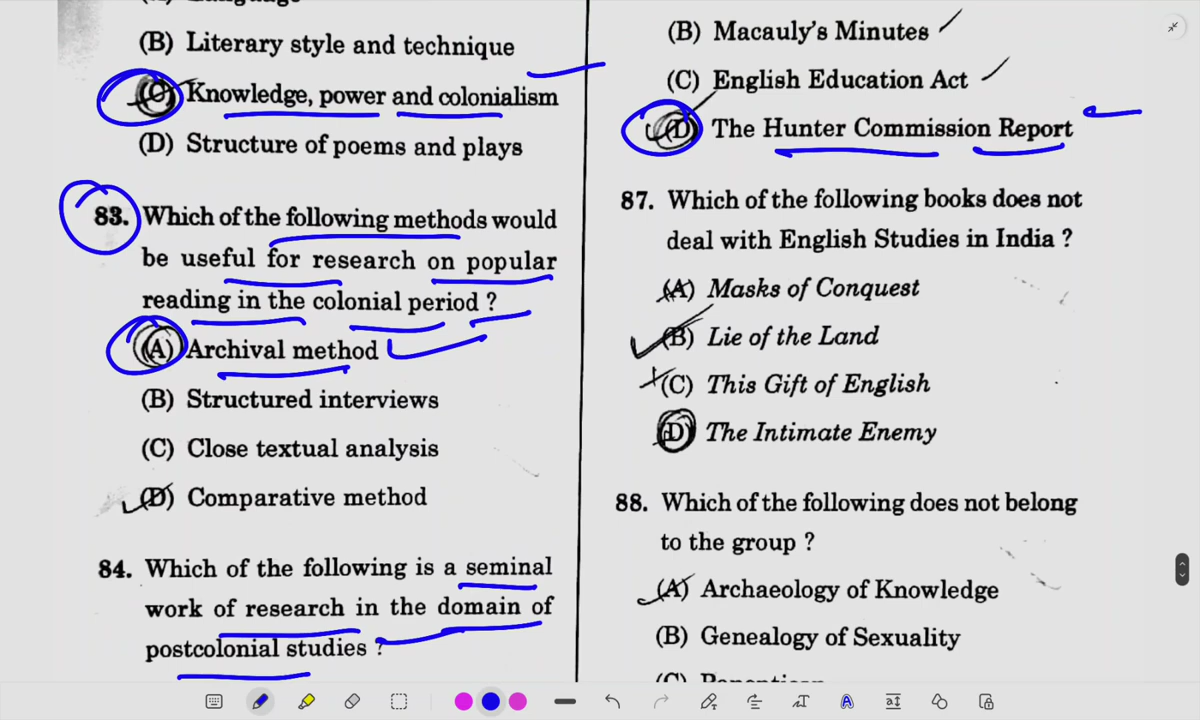 (B) Literary style and technique
(C) Knowledge, power and colonialism
(D) Structure of poems and plays
83. Which of the following methods would
be useful for research on popular
reading in the colonial period ?
(A) Archival method
(B) Structured interviews
(C) Close textual analysis
(D) Comparative method
84. Which of the following is a seminal
work of research in the domain of
postcolonial studies ?
(B) Macauly's Minutes
(C) English Education Act
(D) The Hunter Commission Report
87. Which of the following books does not
deal with English Studies in India ?
(A) Masks of Conquest
(B) Lie of the Land
(C) This Gift of English
(D) The Intimate Enemy
88. Which of the following does not belong
to the group ?
(A) Archaeology of Knowledge
(B) Genealogy of Sexuality